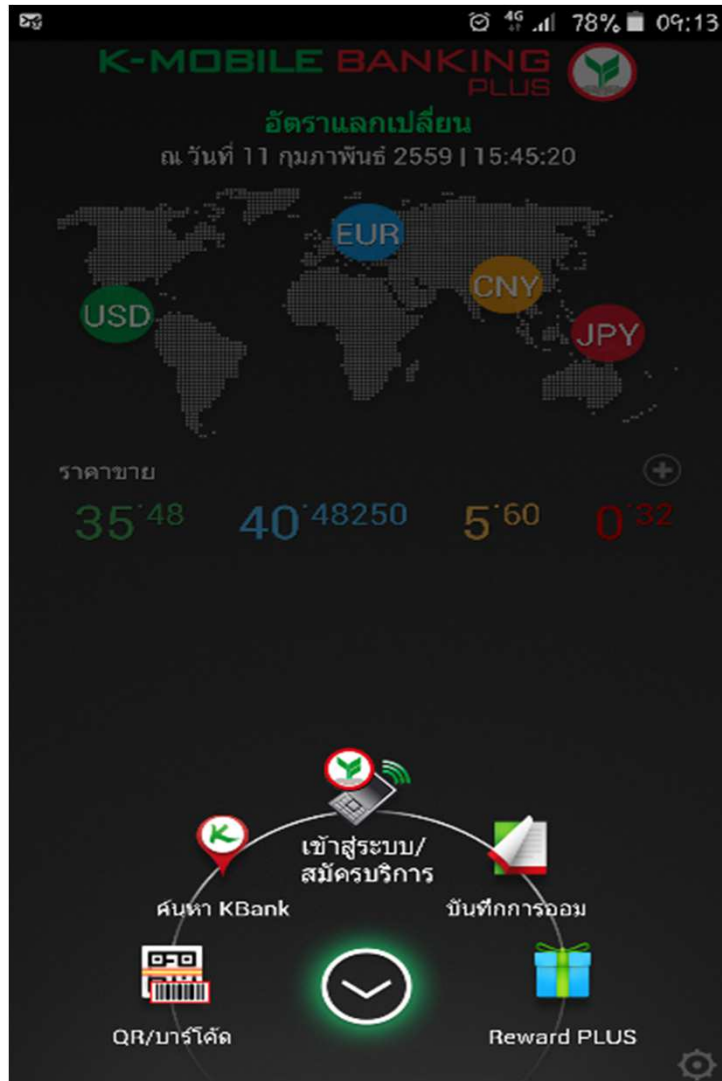 4G 78% 09:13
K-MOBILE BANKING
PLUS
อัตราแลกเปลี่ยน
ณ วันที่ 11 กุมภาพันธ์ 2559 | 15:45:20
EUR
CNY
USD
JPY
ราคาขาย
35.48 40.48250 5.60 0.32
เข้าสู่ระบบ/
สมัครบริการ
ค้นหา KBank
บันทึกการออม
QR/บาร์โค้ด
Reward PLUS